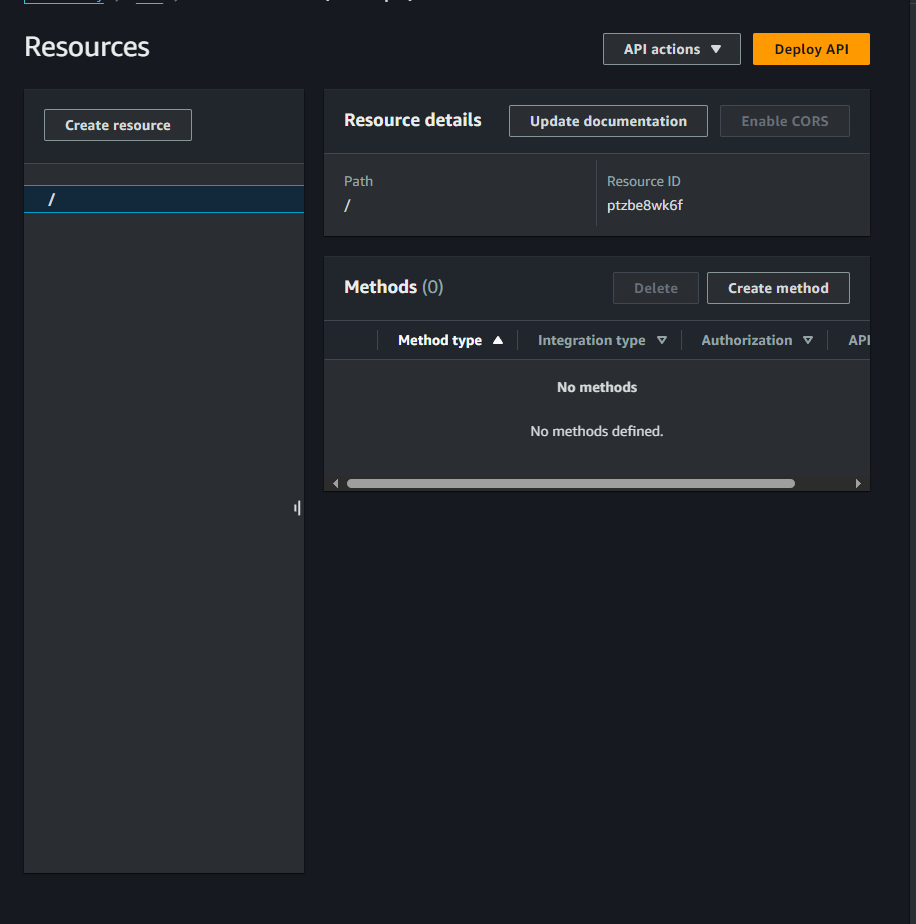 Resources
API actions
Deploy API
Create resource
/
Resource details
Update documentation
Enable CORS
Path
/
Resource ID
ptzbe8wk6f
Methods (0)
Delete
Create method
Method type
Integration type
Authorization
API
No methods
No methods defined.